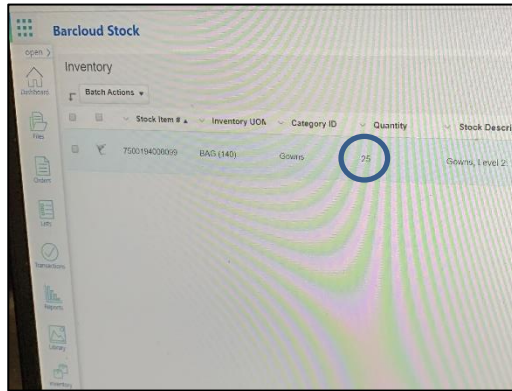 Barcloud Stock
open >
Inventory
Dashboard
Batch Actions
Stock Item # Inventory UOM Category ID Quantity Stock Descri
Files
7500194008099 BAG (140) Gowns 25 Gowns, Level 2
Orders
Lists
Transactions
Reports
Library
Inventory